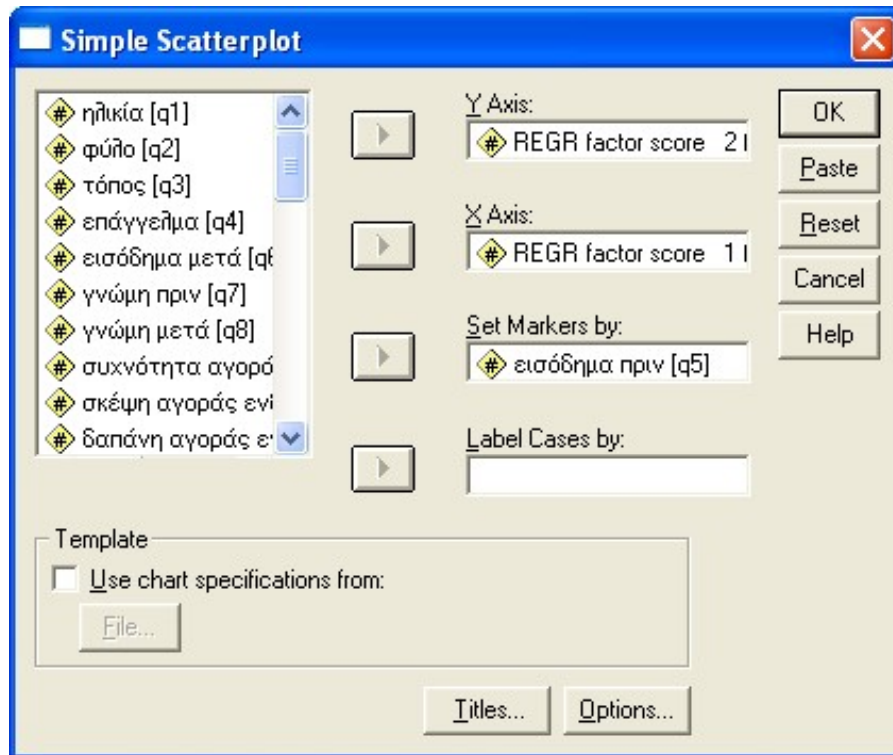 Simple Scatterplot
ηλικία [q1]
φύλο [q2]
τόπος [q3]
επάγγελμα [q4]
εισόδημα μετά [q6
γνώμη πριν [q7]
γνώμη μετά [q8]
συχνότητα αγορά
σκέψη αγοράς ενδ
δαπάνη αγοράς ε
Y Axis:
REGR factor score 2
X Axis:
REGR factor score 1
Set Markers by:
εισόδημα πριν [q5]
Label Cases by:
OK
Paste
Reset
Cancel
Help
Template
Use chart specifications from:
File...
Titles...
Options...